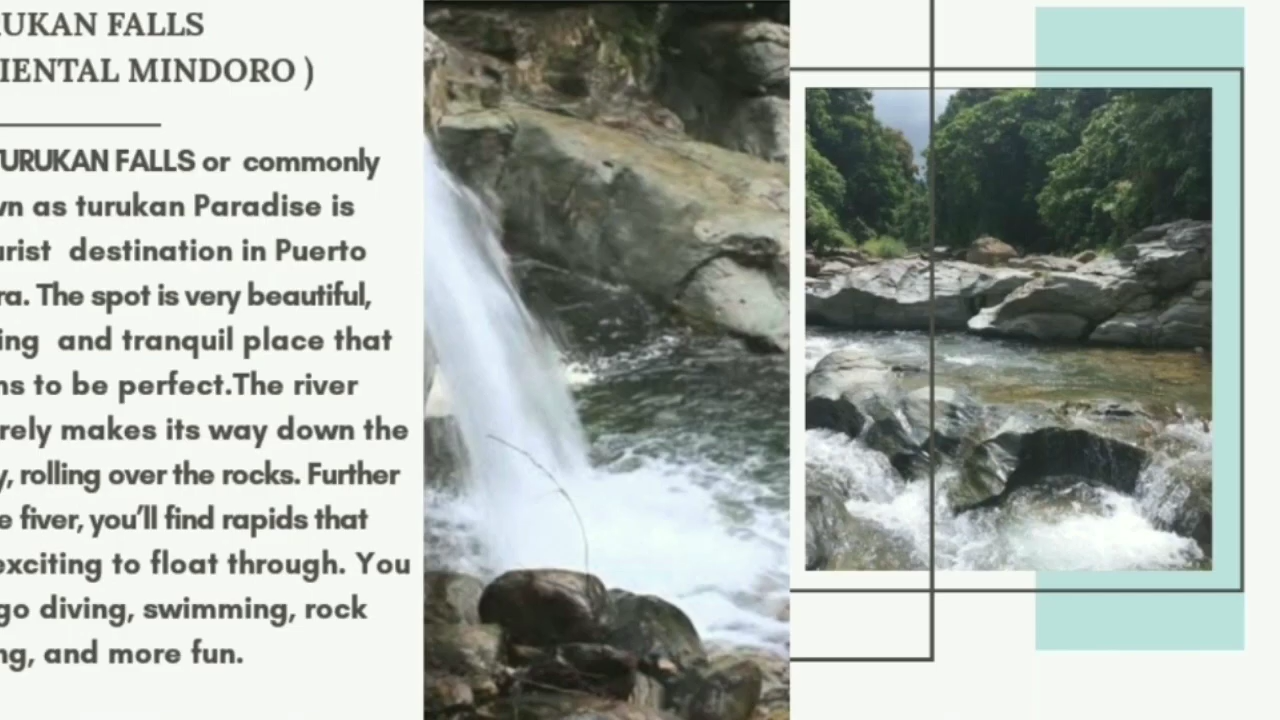 UKAN FALLS
IENTAL MINDORO )
TURUKAN FALLS or commonly
wn as turukan Paradise is
urist destination in Puerto
ra. The spot is very beautiful,
ing and tranquil place that
ns to be perfect.The river
rely makes its way down the
y, rolling over the rocks. Further
e fiver, you'll find rapids that
exciting to float through. You
go diving, swimming, rock
ng, and more fun.